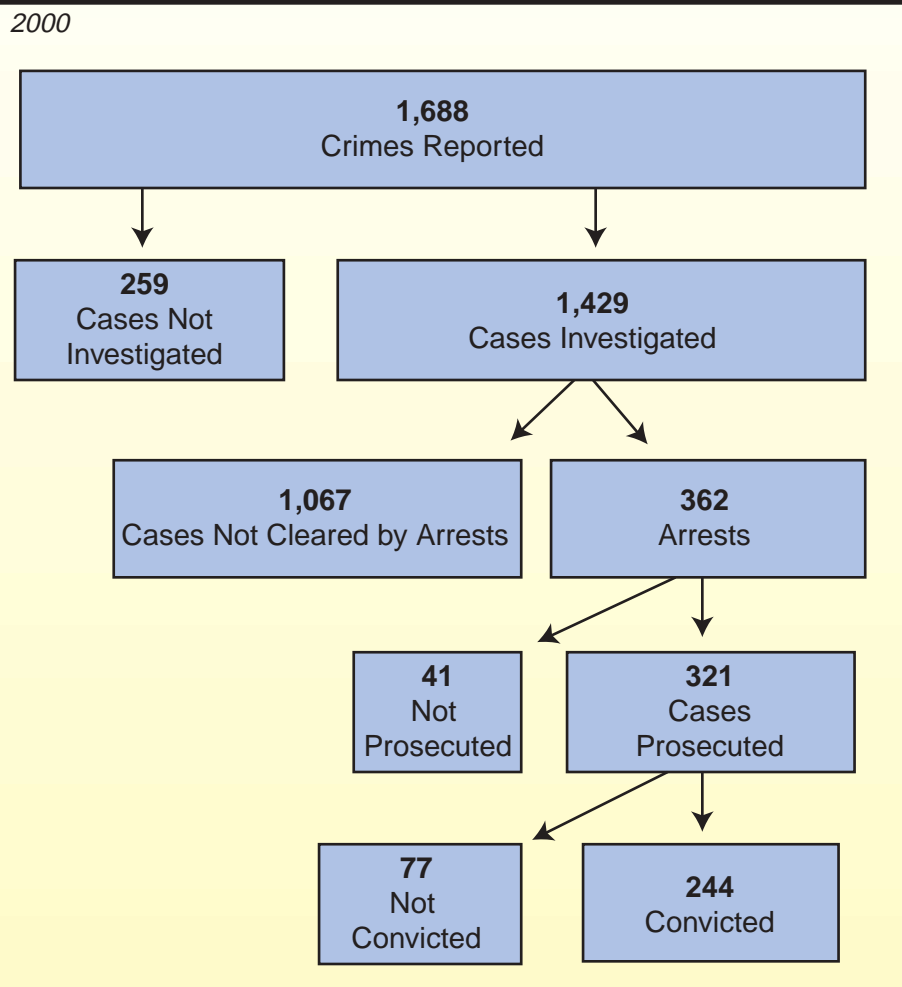 2000
1,688
Crimes Reported
259
Cases Not
Investigated
1,429
Cases Investigated
1,067
Cases Not Cleared by Arrests
362
Arrests
41
Not
Prosecuted
321
Cases
Prosecuted
77
Not
Convicted
244
Convicted